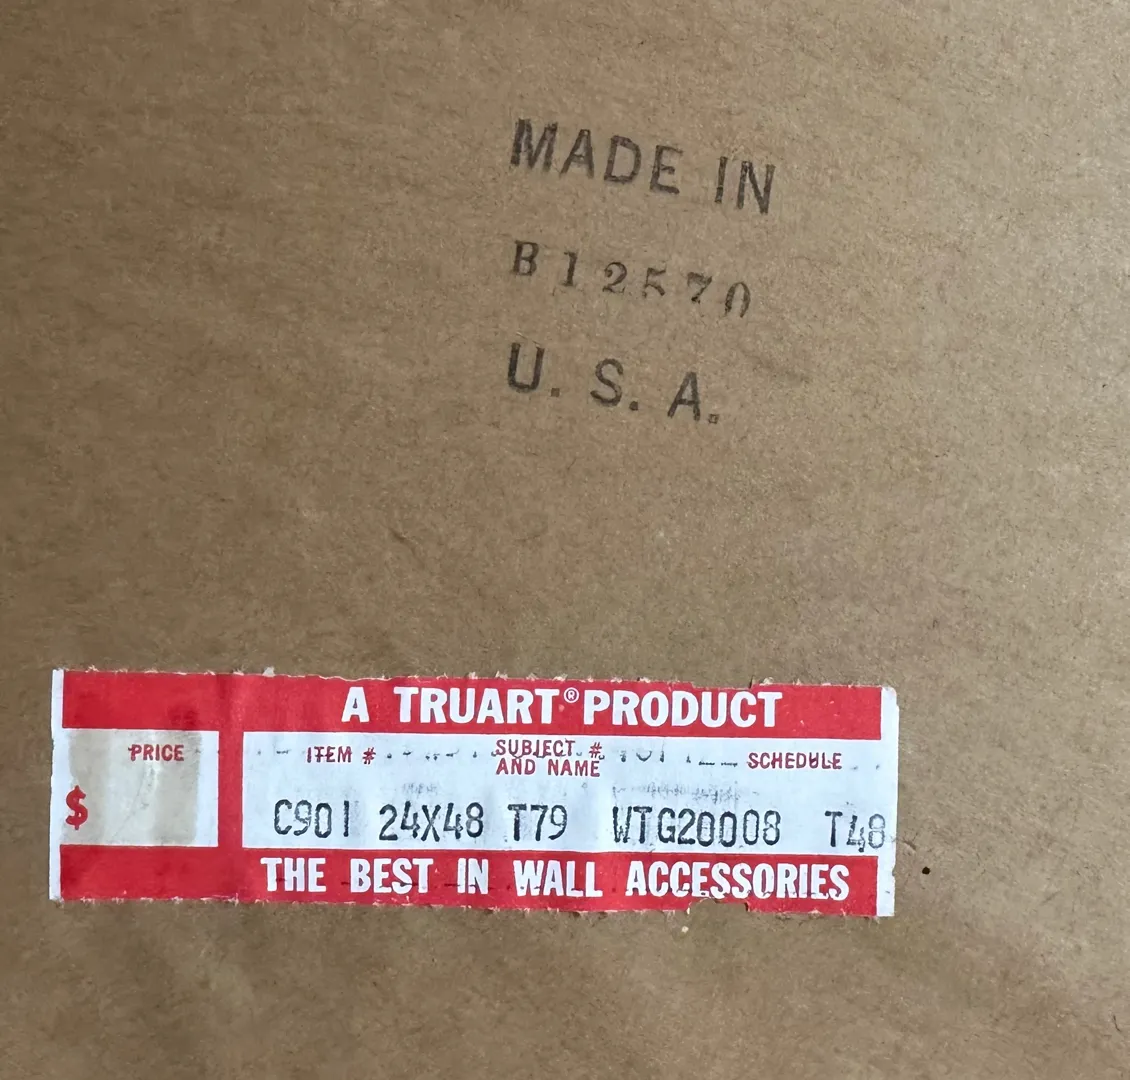 MADE IN
B12570
U. S. A.
A TRUART® PRODUCT
PRICE ITEM # SUBJECT # AND NAME SCHEDULE
$ C901 24X48 T79 WTG20008 T48
THE BEST IN WALL ACCESSORIES